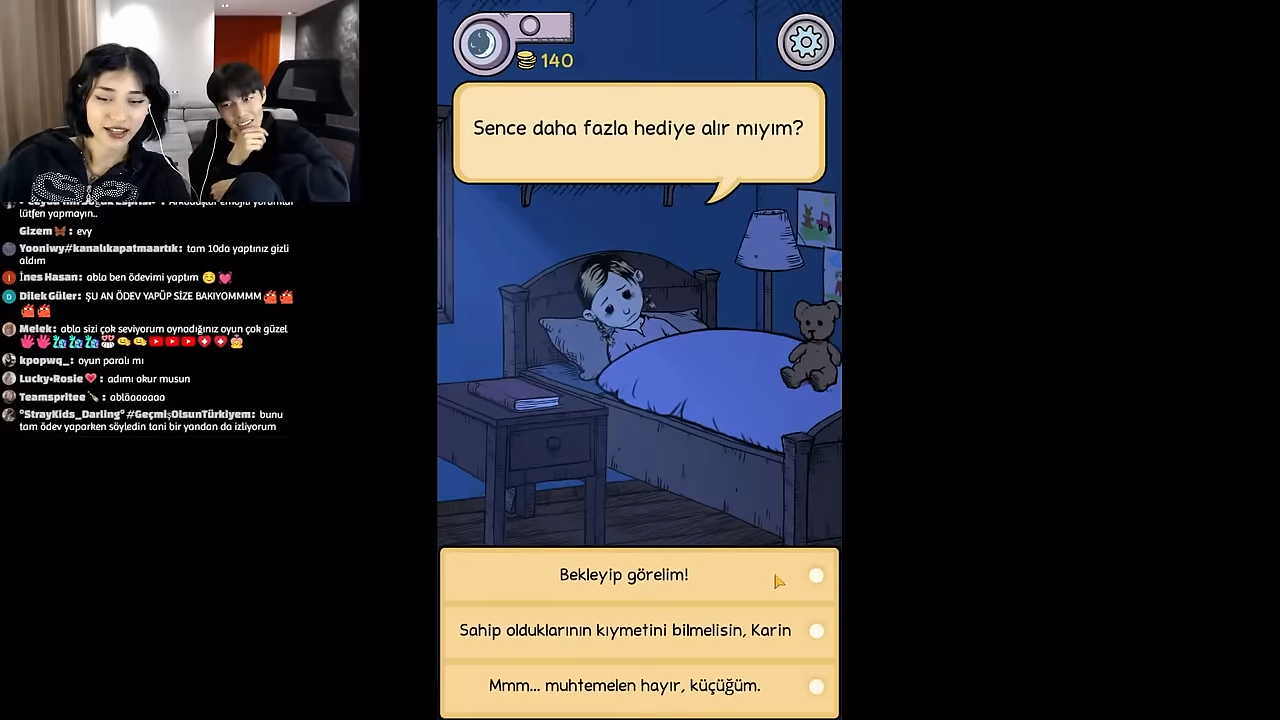 140
Sence daha fazla hediye alır mıyım?
lütfen yapmayın..
Gizem : evy
Yooniwy#kanalıkapatmaartık: tam 10da yaptınız gizli
aldım
İnes Hasan: abla ben ödevimi yaptım
Dilek Güler: ŞU AN ÖDEV YAPÜP SİZE BAKIYOMMMM
Melek: abla sizi çok seviyorum oynadığınız oyun çok güzel
kpopwq_: oyun paralı mı
Lucky•Rosie : adımı okur musun
Teamspritee : ablöaaaaaa
°StrayKids_Darling° #GeçmişOlsunTürkiyem: bunu
tam ödev yaparken söyledin tani bir yandan da izliyorum
Bekleyip görelim!
Sahip olduklarının kıymetini bilmelisin, Karin
Mmm... muhtemelen hayır, küçüğüm.